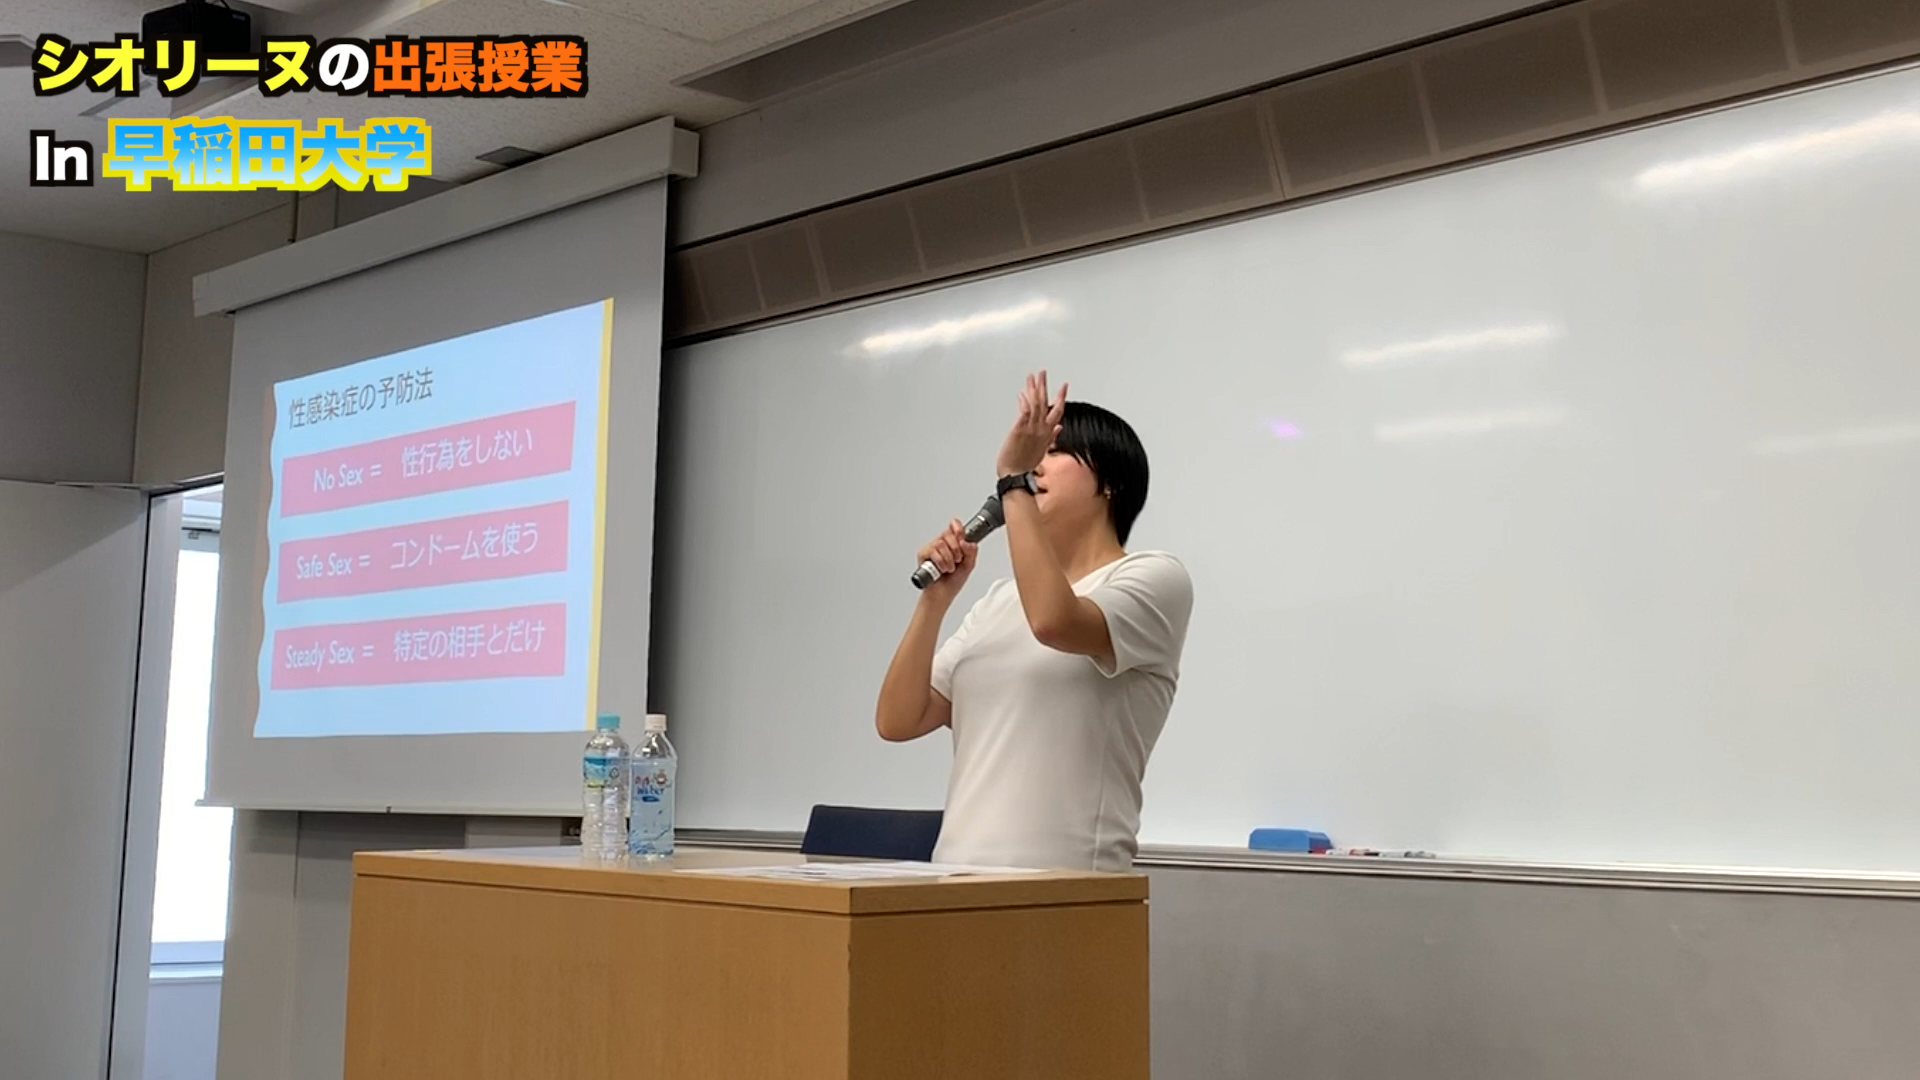 シオリーヌの出張授業
In 早稲田大学
性感染症の予防法
No Sex = 性行為をしない
Safe Sex = コンドームを使う
Steady Sex = 特定の相手とだけ